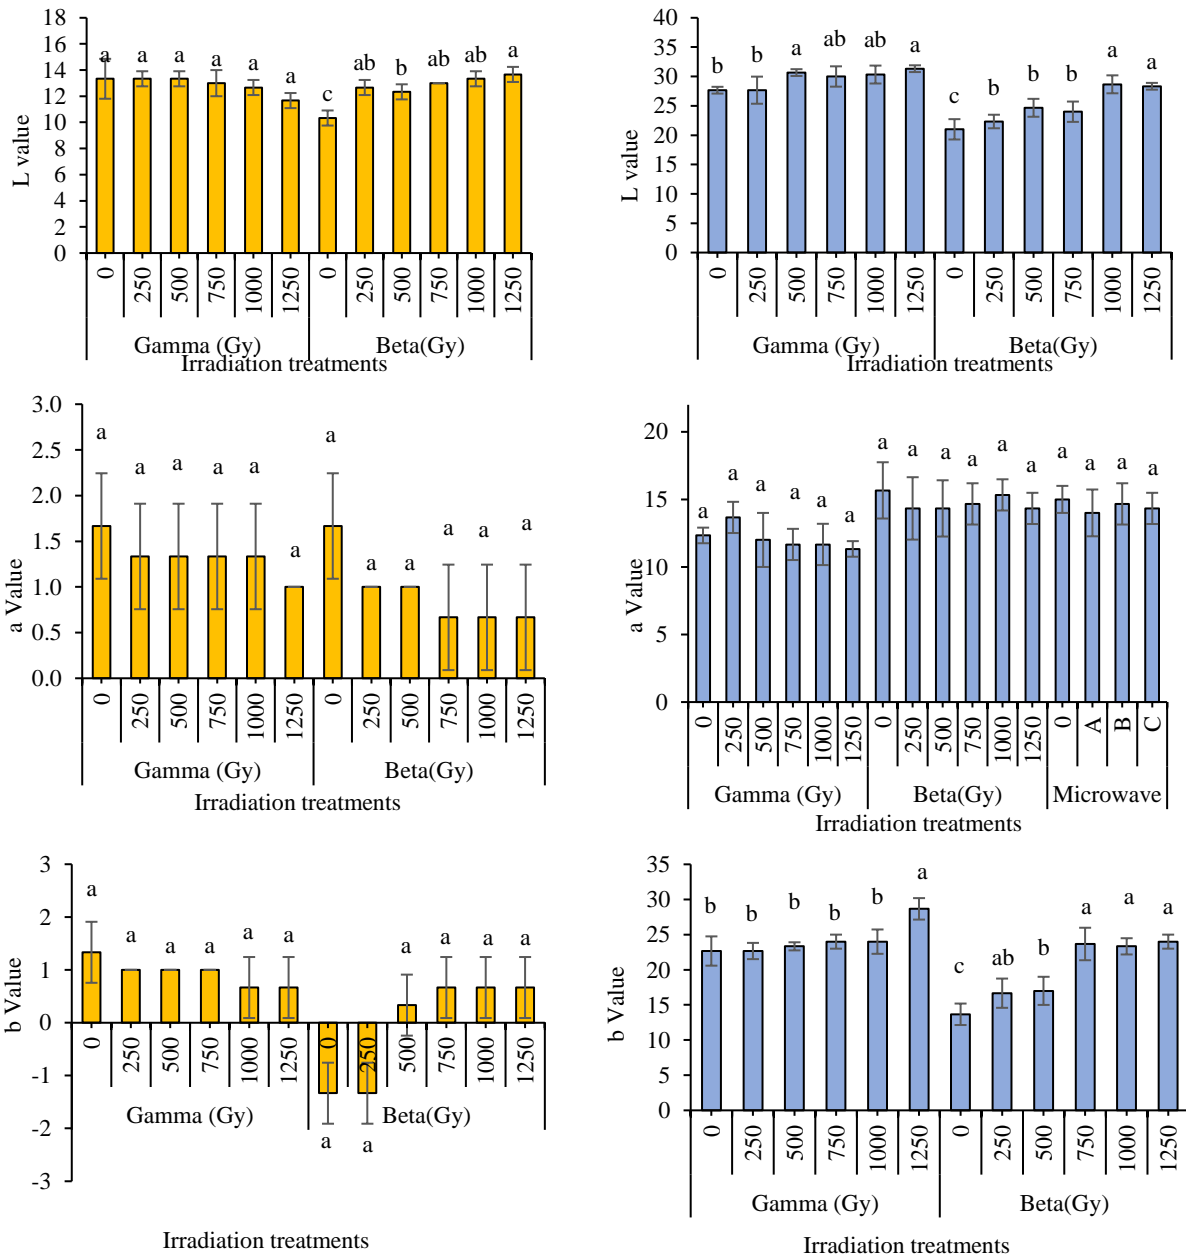 18
16
14
12
10
8
6
4
2
0
L value
a a a a a a c ab b ab ab a
0 250 500 750 1000 1250 0 250 500 750 1000 1250
Gamma (Gy) Beta(Gy)
Irradiation treatments
40
35
30
25
20
15
10
5
0
L value
b b a ab ab a c b b b a a
0 250 500 750 1000 1250 0 250 500 750 1000 1250
Gamma (Gy) Beta(Gy)
Irradiation treatments
3.0
2.5
2.0
1.5
1.0
0.5
0.0
a Value
a a a a a a a a a a a a
0 250 500 750 1000 1250 0 250 500 750 1000 1250
Gamma (Gy) Beta(Gy)
Irradiation treatments
20
15
10
5
0
a Value
a a a a a a a a a a a a a a a a
0 250 500 750 1000 1250 0 250 500 750 1000 1250 0 A B C
Gamma (Gy) Beta(Gy) Microwave
Irradiation treatments
3
2
1
0
-1
-2
-3
b Value
a a a a a a a a a a a a
0 250 500 750 1000 1250 0 250 500 750 1000 1250
Gamma (Gy) Beta(Gy)
Irradiation treatments
35
30
25
20
15
10
5
0
b Value
b b b b b a c ab b a a a
0 250 500 750 1000 1250 0 250 500 750 1000 1250
Gamma (Gy) Beta(Gy)
Irradiation treatments